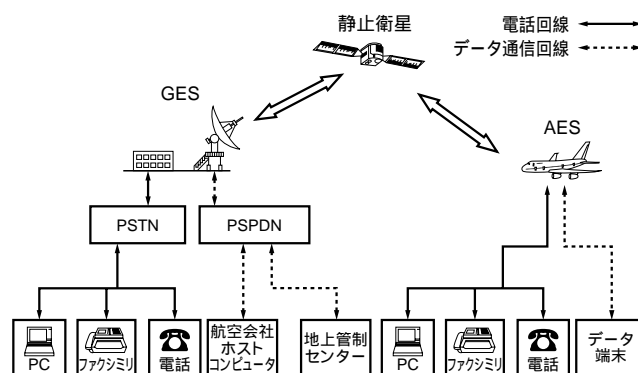 静止衛星
電話回線
データ通信回線
GES
AES
PSTN
PSPDN
PC
ファクシミリ
電話
航空会社
ホスト
コンピュータ
地上管制
センター
PC
ファクシミリ
電話
データ
端末